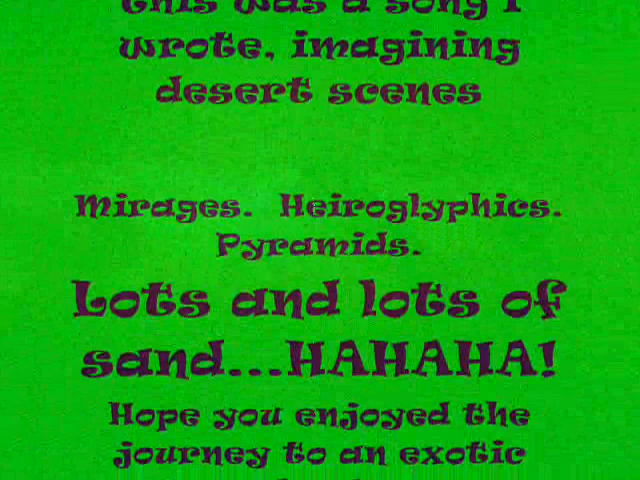 this was a song I
wrote, imagining
desert scenes
Mirages. Heiroglyphics.
Pyramids.
Lots and lots of
sand...HAHAHA!
Hope you enjoyed the
journey to an exotic